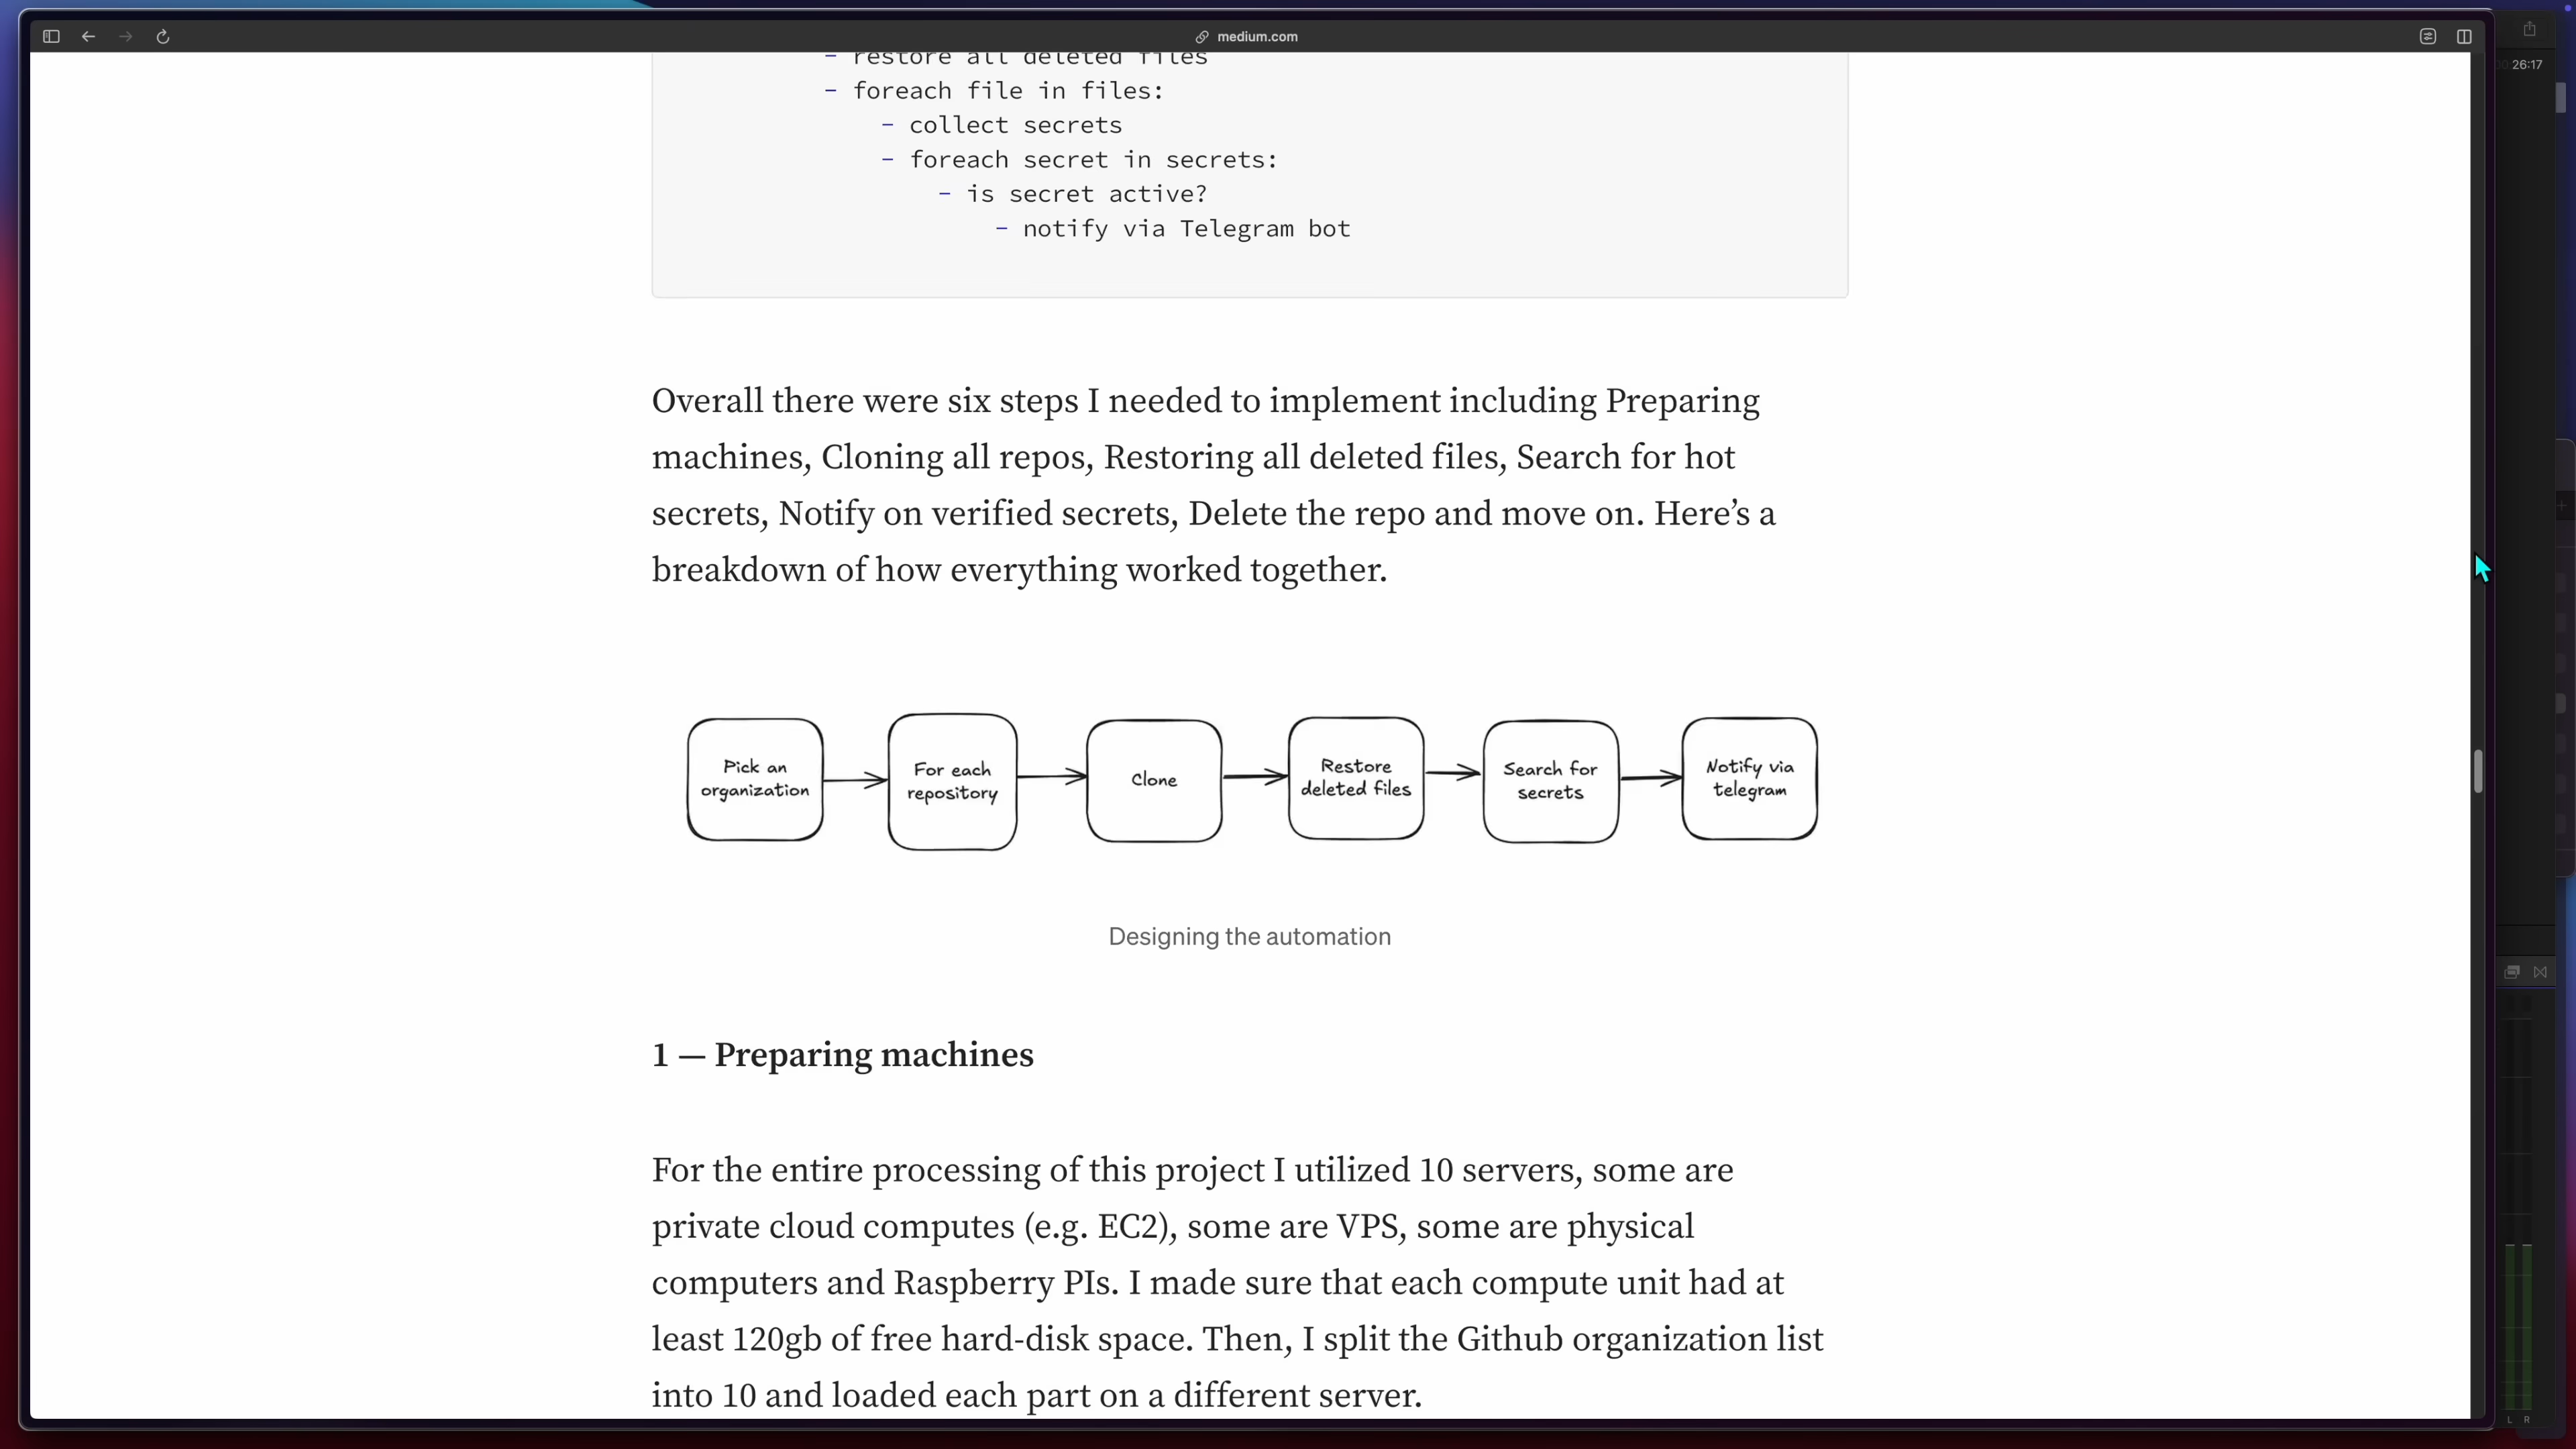 medium.com
26:17
- restore all deleted files
- foreach file in files:
- collect secrets
- foreach secret in secrets:
- is secret active?
- notify via Telegram bot
Overall there were six steps I needed to implement including Preparing
machines, Cloning all repos, Restoring all deleted files, Search for hot
secrets, Notify on verified secrets, Delete the repo and move on. Here’s a
breakdown of how everything worked together.
Pick an
organization
For each
repository
Clone
Restore
deleted files
Search for
secrets
Notify via
telegram
Designing the automation
1 — Preparing machines
For the entire processing of this project I utilized 10 servers, some are
private cloud computes (e.g. EC2), some are VPS, some are physical
computers and Raspberry PIs. I made sure that each compute unit had at
least 120gb of free hard-disk space. Then, I split the Github organization list
into 10 and loaded each part on a different server.
L R